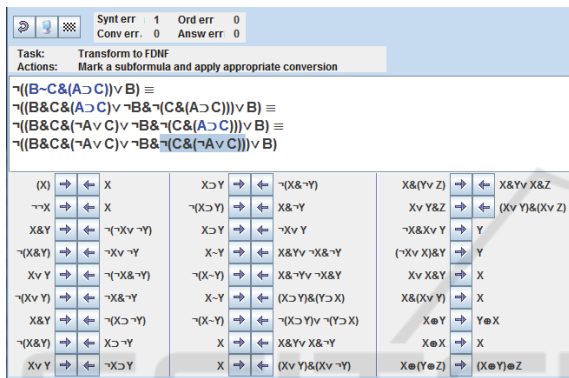 Synt err 1 Ord err 0
Conv err. 0 Answ err 0
Task: Transform to FDNF
Actions: Mark a subformula and apply appropriate conversion
¬((B~C&(A⊃C))∨B) ≡
¬((B&C&(A⊃C)∨¬B&¬(C&(A⊃C)))∨B) ≡
¬((B&C&(¬A∨C)∨¬B&¬(C&(A⊃C)))∨B) ≡
¬((B&C&(¬A∨C)∨¬B&¬(C&(¬A∨C)))∨B)
(X) → ← X X⊃Y → ← ¬(X&¬Y) X&(Y∨Z) → ← X&Y∨X&Z
¬¬X → ← X ¬(X⊃Y) → ← X&¬Y X∨Y&Z → ← (X∨Y)&(X∨Z)
X&Y → ← ¬(¬X∨¬Y) X⊃Y → ← ¬X∨Y ¬X&X∨Y → Y
¬(X&Y) → ← ¬X∨¬Y X~Y → ← X&Y∨¬X&¬Y (¬X∨X)&Y → Y
X∨Y → ← ¬(¬X&¬Y) ¬(X~Y) → ← X&¬Y∨¬X&Y X∨X&Y → X
¬(X∨Y) → ← ¬X&¬Y X~Y → ← (X⊃Y)&(Y⊃X) X&(X∨Y) → X
X&Y → ← ¬(X⊃¬Y) ¬(X~Y) → ← ¬(X⊃Y)∨¬(Y⊃X) X⊕Y → Y⊕X
¬(X&Y) → ← X⊃¬Y X → ← X&Y∨X&¬Y X⊕X → X
X∨Y → ← ¬X⊃Y X → ← (X∨Y)&(X∨¬Y) X⊕(Y⊕Z) → (X⊕Y)⊕Z